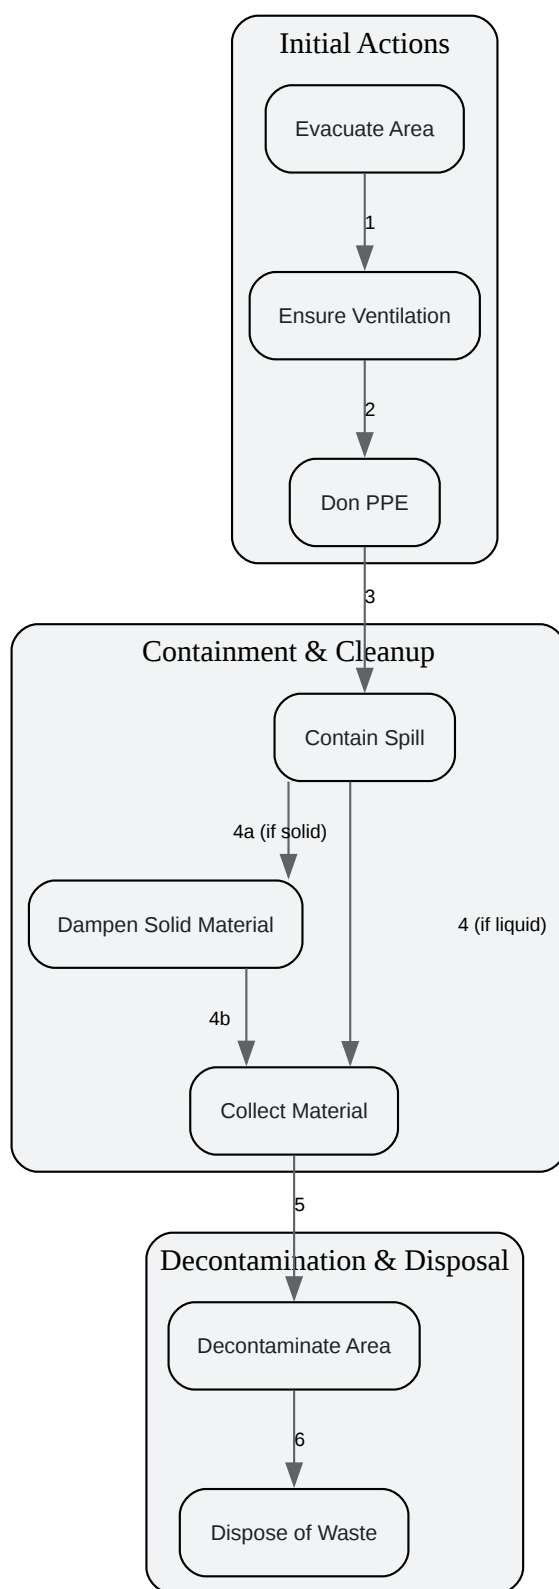 Initial Actions
Evacuate Area
1
Ensure Ventilation
2
Don PPE
3
Containment & Cleanup
Contain Spill
4a (if solid)
Dampen Solid Material
4 (if liquid)
4b
Collect Material
5
Decontamination & Disposal
Decontaminate Area
6
Dispose of Waste